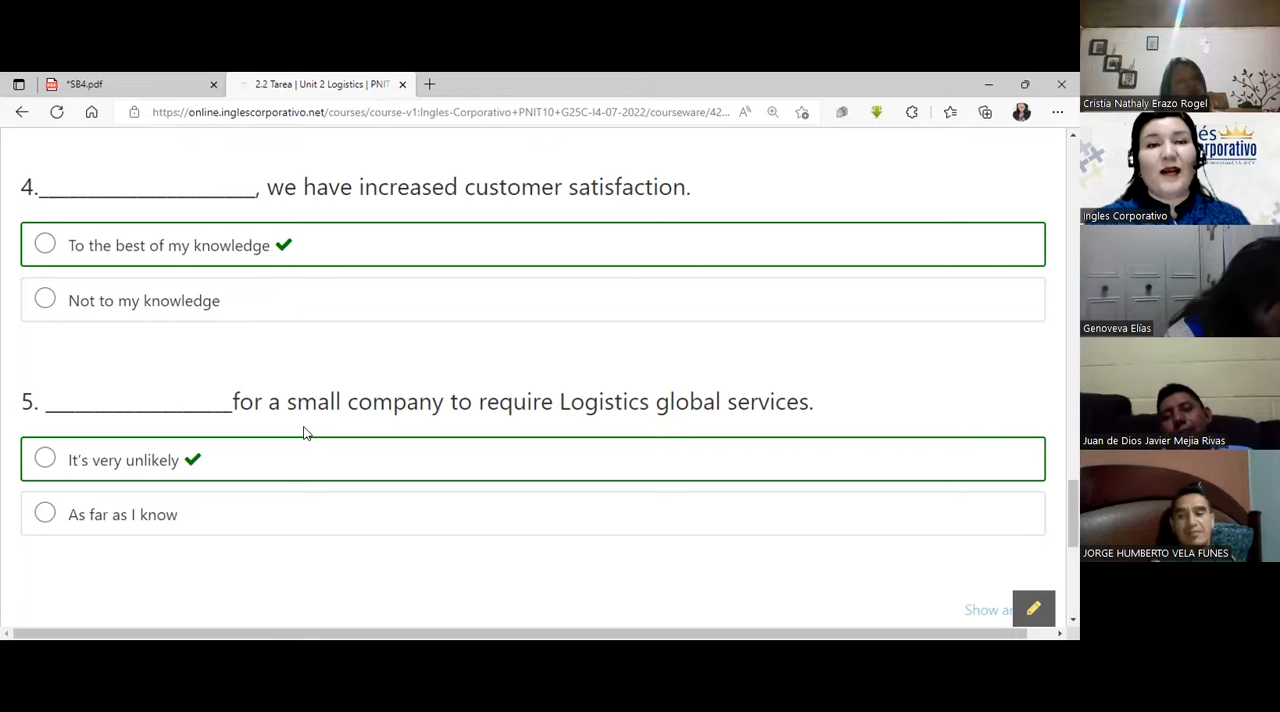 *SB4.pdf
2.2 Tarea | Unit 2 Logistics | PNIT
https://online.inglescorporativo.net/courses/course-v1:Ingles-Corporativo+PNIT10+G25C-I4-07-2022/courseware/42...
4.____________________, we have increased customer satisfaction.
To the best of my knowledge
Not to my knowledge
5. _________________for a small company to require Logistics global services.
It's very unlikely
As far as I know
Show
Cristia Nathaly Erazo Rogel
Ingles Corporativo
Genoveva Elías
Juan de Dios Javier Mejia Rivas
JORGE HUMBERTO VELA FUNES